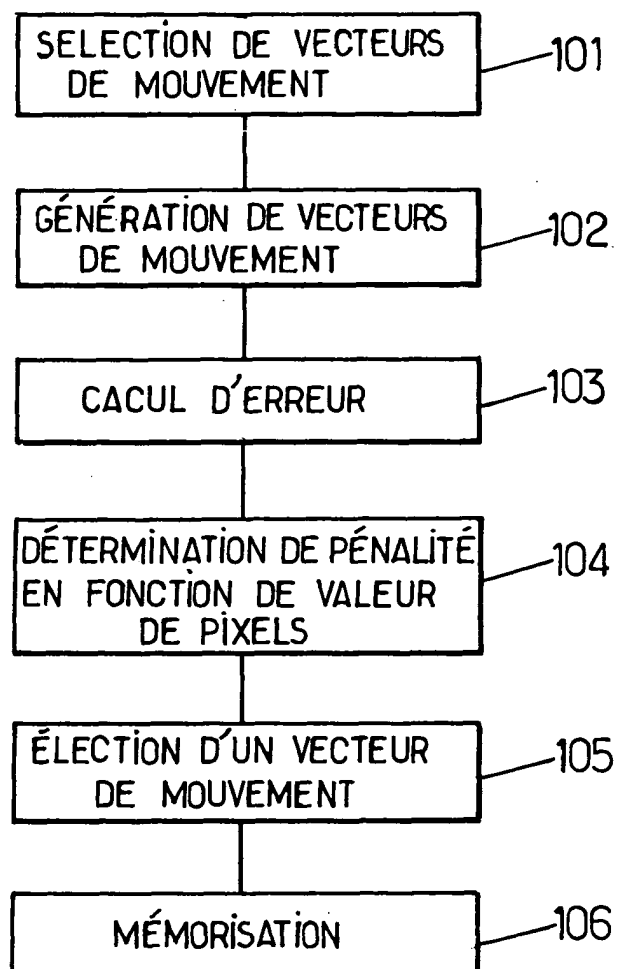 SELECTION DE VECTEURS
DE MOUVEMENT
101
GÉNÉRATION DE VECTEURS
DE MOUVEMENT
102
CACUL D'ERREUR
103
DÉTERMINATION DE PÉNALITÉ
EN FONCTION DE VALEUR
DE PIXELS
104
ÉLECTION D'UN VECTEUR
DE MOUVEMENT
105
MÉMORISATION
106